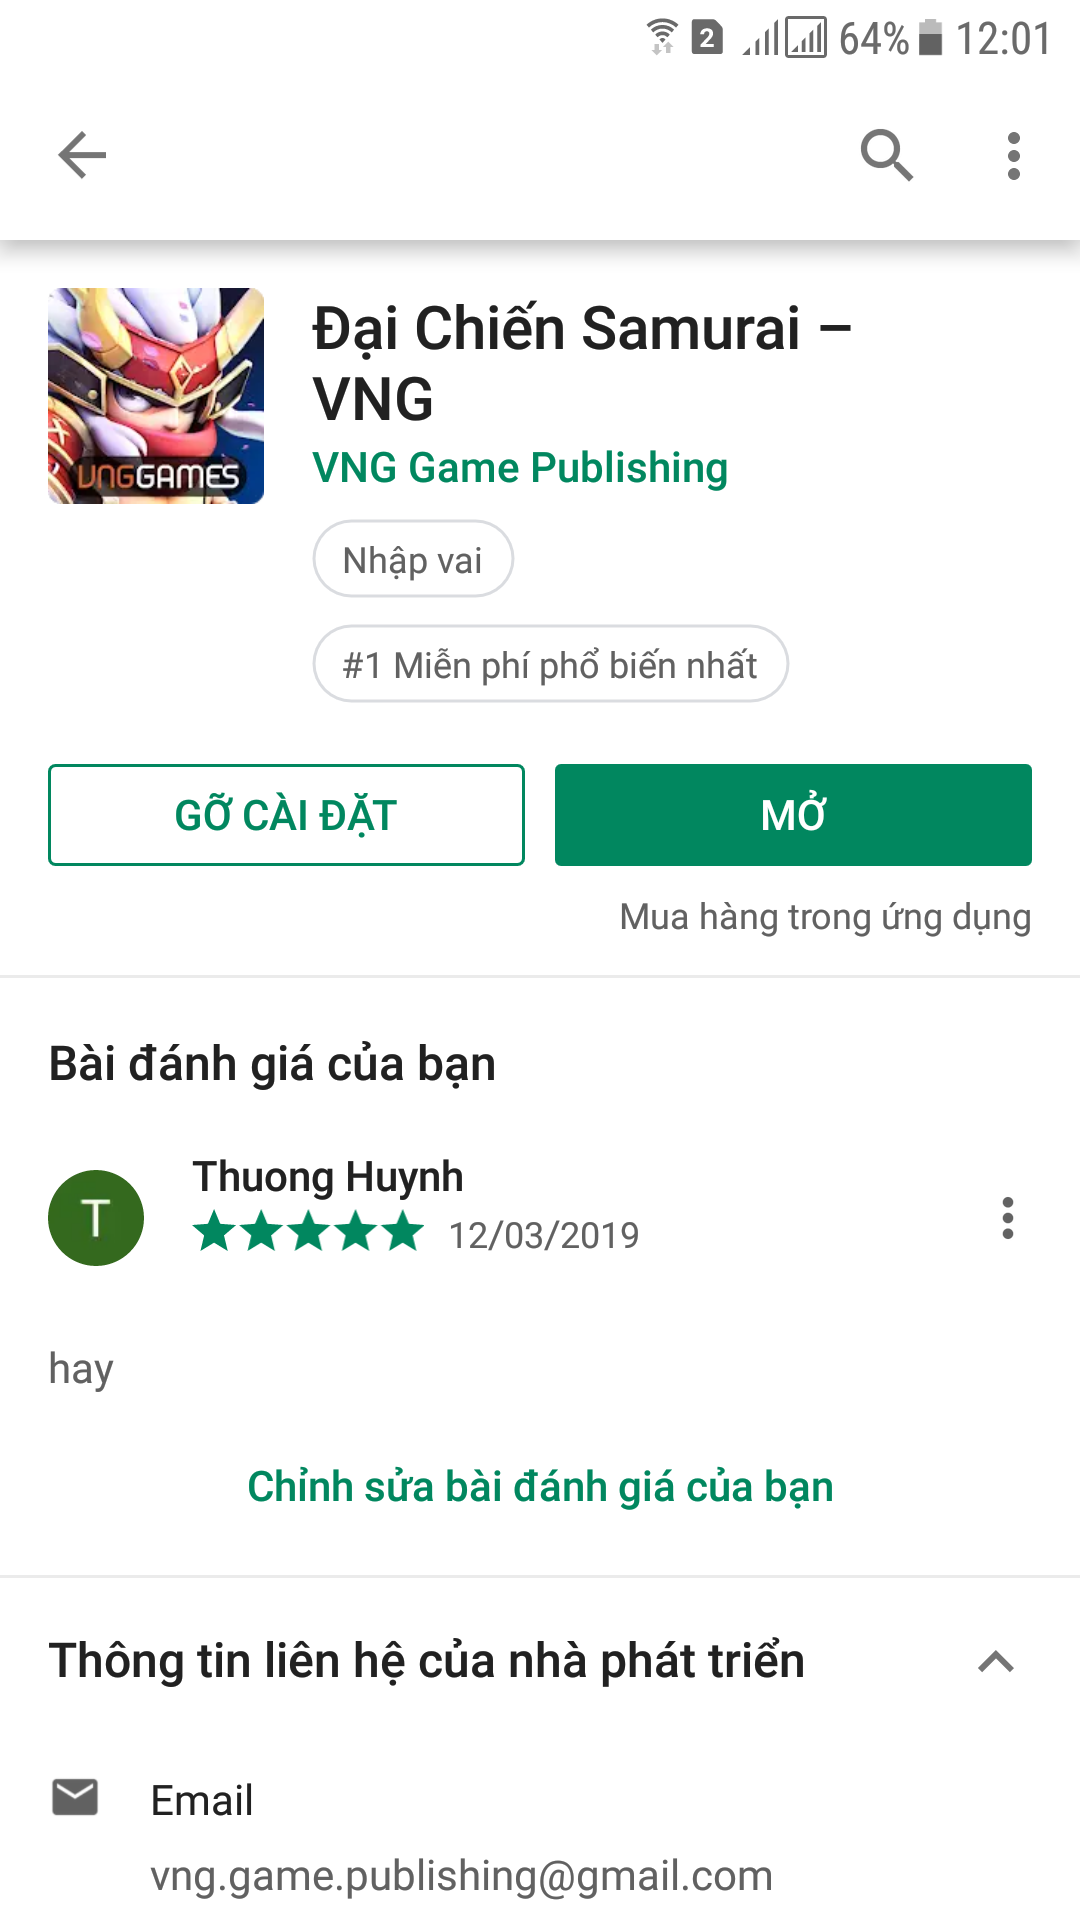 2 64% 12:01
VNGGAMES
Đại Chiến Samurai –
VNG
VNG Game Publishing
Nhập vai
#1 Miễn phí phổ biến nhất
GỠ CÀI ĐẶT
MỞ
Mua hàng trong ứng dụng
Bài đánh giá của bạn
T
Thuong Huynh
12/03/2019
hay
Chỉnh sửa bài đánh giá của bạn
Thông tin liên hệ của nhà phát triển
Email
vng.game.publishing@gmail.com